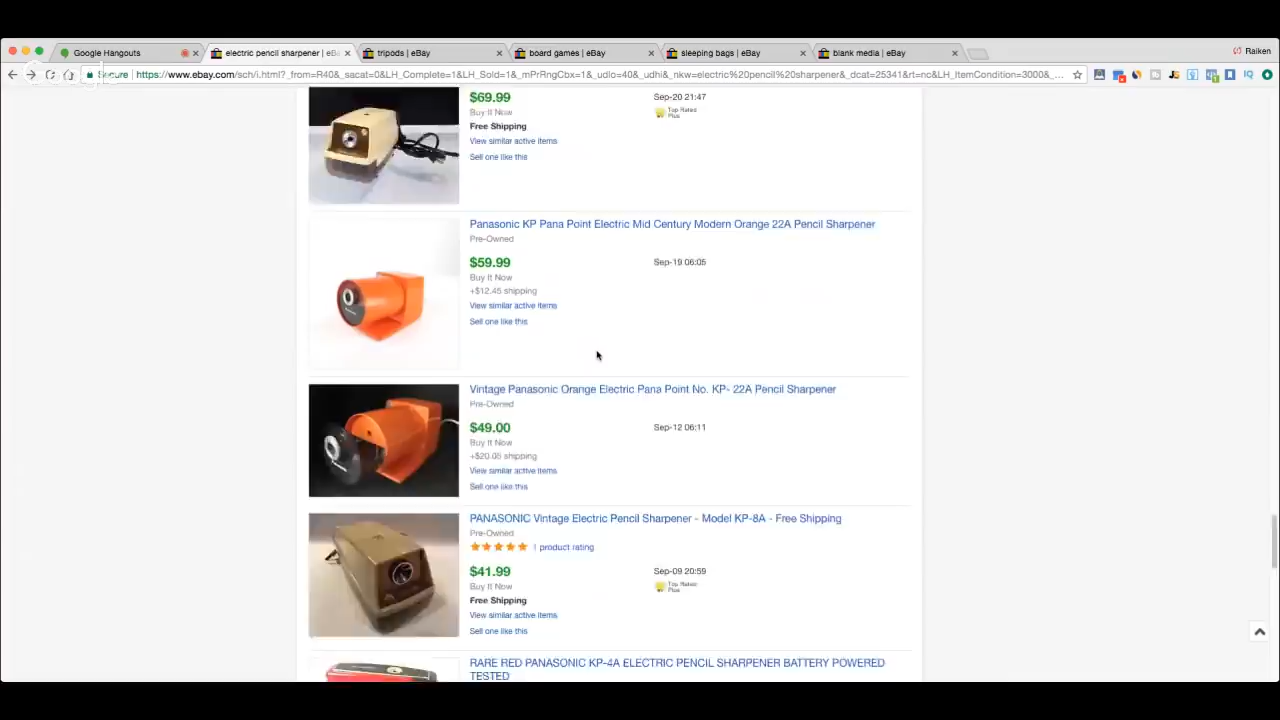 Google Hangouts
electric pencil sharpener | eB
tripods | eBay
board games | eBay
sleeping bags | eBay
blank media | eBay
Raiken
Secure
https://www.ebay.com/sch/i.html?_from=R40&_sacat=0&LH_Complete=1&LH_Sold=1&_mPrRngCbx=1&_udlo=40&_udhi&_nkw=electric%20pencil%20sharpener&_dcat=25341&rt=nc&LH_ItemCondition=3000&_...
$69.99
Sep-20 21:47
Buy It Now
Top Rated
Plus
Free Shipping
View similar active items
Sell one like this
Panasonic KP Pana Point Electric Mid Century Modern Orange 22A Pencil Sharpener
Pre-Owned
$59.99
Sep-19 06:05
Buy It Now
+$12.45 shipping
View similar active items
Sell one like this
Vintage Panasonic Orange Electric Pana Point No. KP- 22A Pencil Sharpener
Pre-Owned
$49.00
Sep-12 06:11
Buy It Now
+$20.05 shipping
View similar active items
Sell one like this
PANASONIC Vintage Electric Pencil Sharpener - Model KP-8A - Free Shipping
Pre-Owned
1 product rating
$41.99
Sep-09 20:59
Buy It Now
Top Rated
Plus
Free Shipping
View similar active items
Sell one like this
RARE RED PANASONIC KP-4A ELECTRIC PENCIL SHARPENER BATTERY POWERED
TESTED